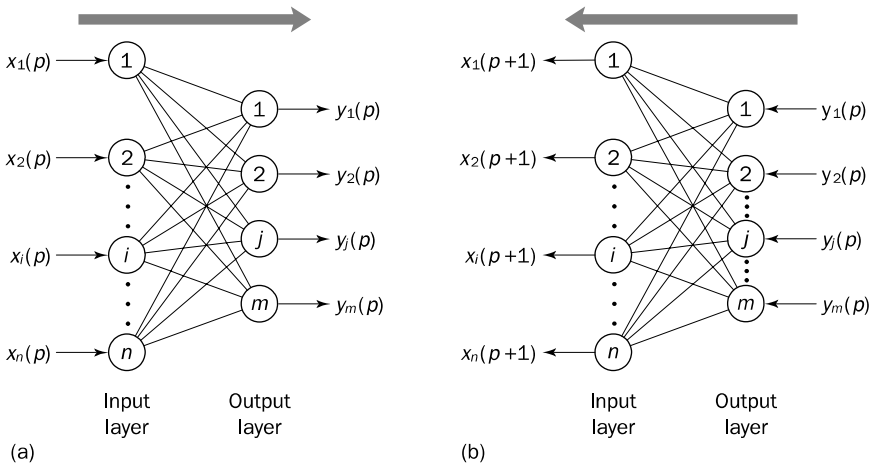 x1(p) 1
1 y1(p)
x2(p) 2
2 y2(p)
xi(p) i
j yj(p)
m ym(p)
xn(p) n
Input layer
Output layer
(a)
x1(p+1) 1
1 y1(p)
x2(p+1) 2
2 y2(p)
xi(p+1) i
j yj(p)
m ym(p)
xn(p+1) n
Input layer
Output layer
(b)